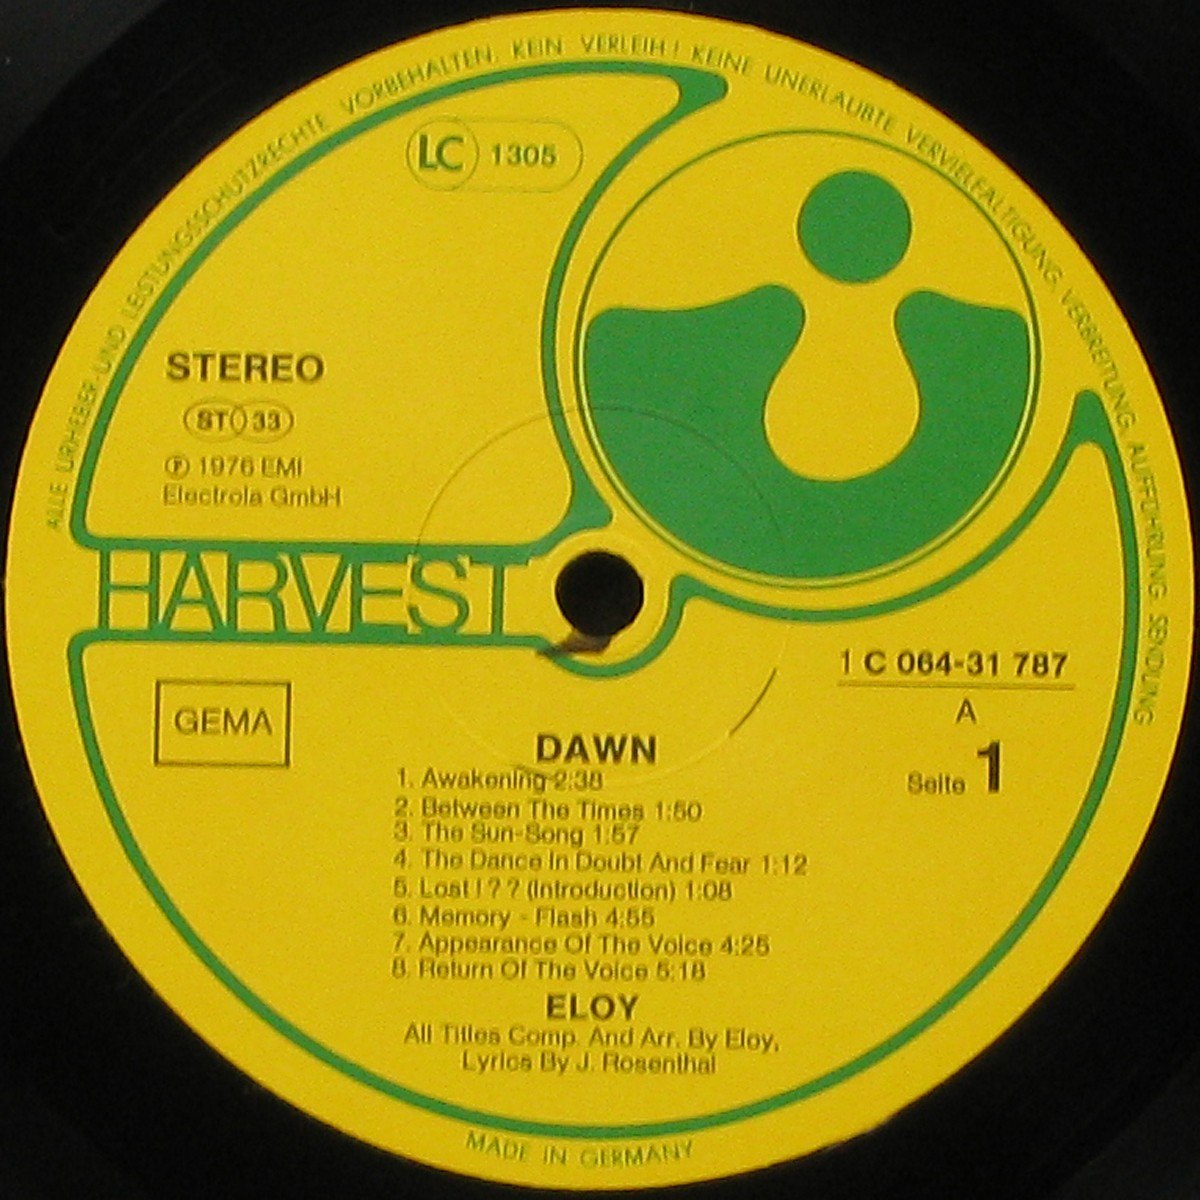 ALLE URHEBER- UND LEISTUNGSSCHUTZRECHTE VORBEHALTEN. KEIN VERLEIH! KEINE UNERLAUBTE VERVIELFÄLTIGUNG, VERBREITUNG, AUFFÜHRUNG, SENDUNG
LC 1305
STEREO
ST 33
℗ 1976 EMI
Electrola GmbH
HARVEST
1 C 064-31 787
A
Seite 1
GEMA
DAWN
1. Awakening 2:38
2. Between The Times 1:50
3. The Sun-Song 1:57
4. The Dance In Doubt And Fear 1:12
5. Lost!?? (Introduction) 1:08
6. Memory - Flash 4:55
7. Appearance Of The Voice 4:25
8. Return Of The Voice 5:18
ELOY
All Titles Comp. And Arr. By Eloy,
Lyrics By J. Rosenthal
MADE IN GERMANY